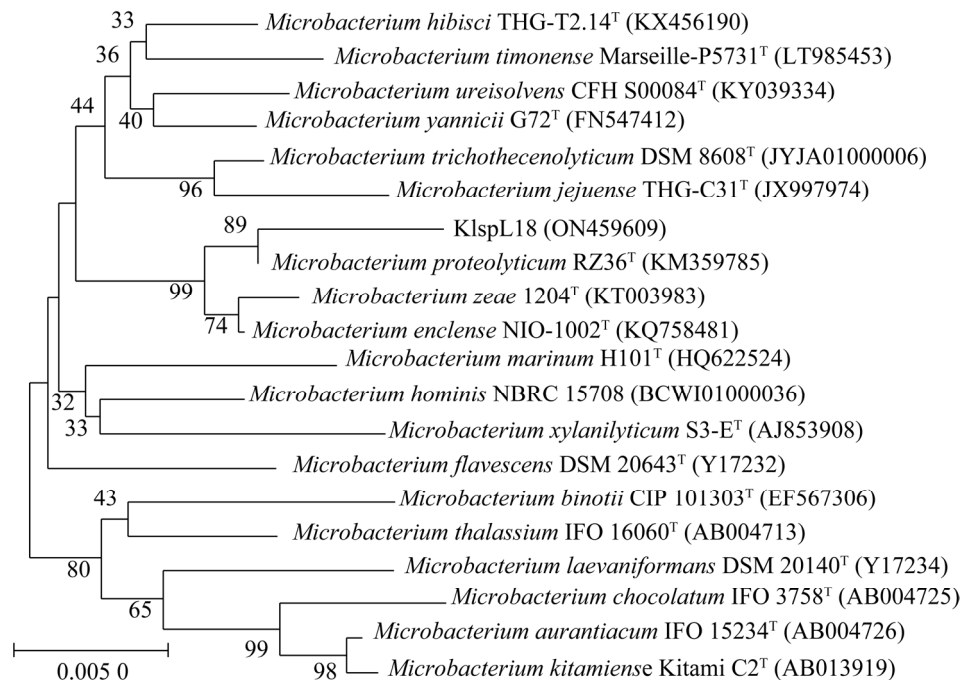 33
Microbacterium hibisci THG-T2.14ᵀ (KX456190)
36
Microbacterium timonense Marseille-P5731ᵀ (LT985453)
Microbacterium ureisolvens CFH S00084ᵀ (KY039334)
44
40
Microbacterium yannicii G72ᵀ (FN547412)
Microbacterium trichothecenolyticum DSM 8608ᵀ (JYJA01000006)
96
Microbacterium jejuense THG-C31ᵀ (JX997974)
89
KlspL18 (ON459609)
Microbacterium proteolyticum RZ36ᵀ (KM359785)
99
Microbacterium zeae 1204ᵀ (KT003983)
74
Microbacterium enclense NIO-1002ᵀ (KQ758481)
Microbacterium marinum H101ᵀ (HQ622524)
32
Microbacterium hominis NBRC 15708 (BCWI01000036)
33
Microbacterium xylanilyticum S3-Eᵀ (AJ853908)
Microbacterium flavescens DSM 20643ᵀ (Y17232)
43
Microbacterium binotii CIP 101303ᵀ (EF567306)
Microbacterium thalassium IFO 16060ᵀ (AB004713)
80
Microbacterium laevaniformans DSM 20140ᵀ (Y17234)
65
Microbacterium chocolatum IFO 3758ᵀ (AB004725)
Microbacterium aurantiacum IFO 15234ᵀ (AB004726)
99
98
Microbacterium kitamiense Kitami C2ᵀ (AB013919)
0.005 0